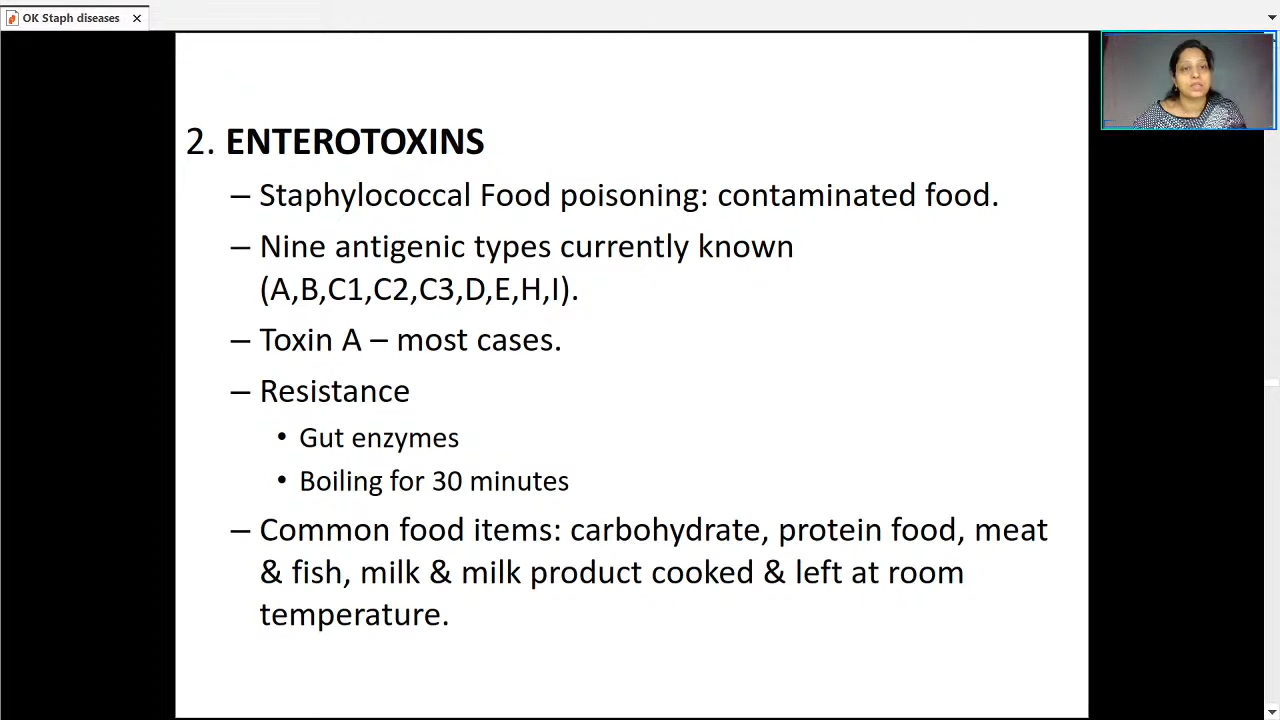 OK Staph diseases
2. ENTEROTOXINS
– Staphylococcal Food poisoning: contaminated food.
– Nine antigenic types currently known
(A,B,C1,C2,C3,D,E,H,I).
– Toxin A – most cases.
– Resistance
• Gut enzymes
• Boiling for 30 minutes
– Common food items: carbohydrate, protein food, meat
& fish, milk & milk product cooked & left at room
temperature.